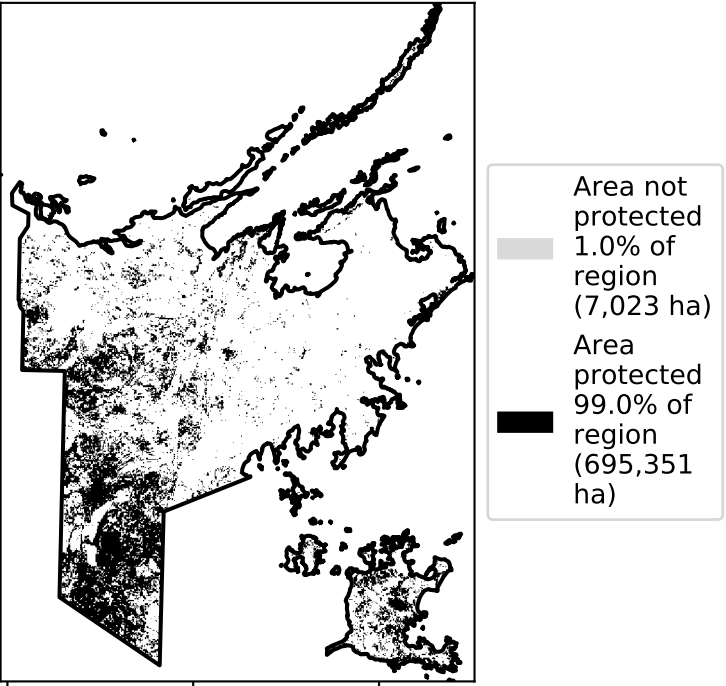 Area not
protected
1.0% of
region
(7,023 ha)
Area
protected
99.0% of
region
(695,351
ha)